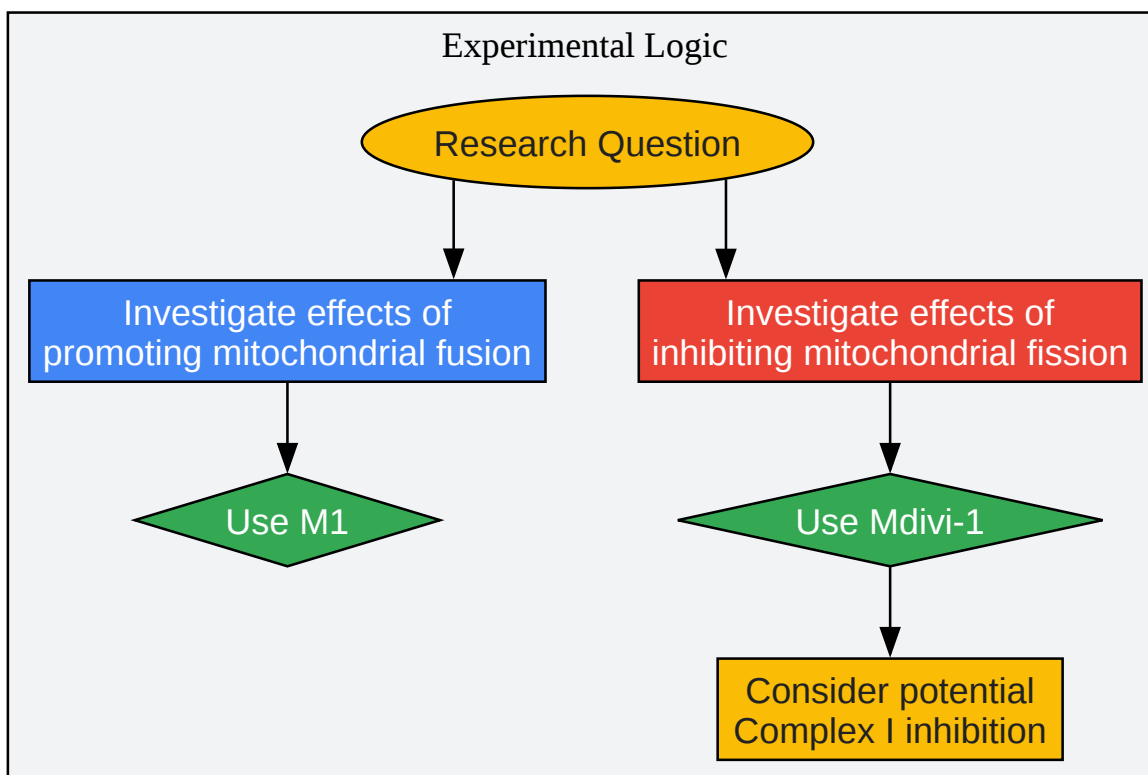 Experimental Logic
Research Question
Investigate effects of
promoting mitochondrial fusion
Investigate effects of
inhibiting mitochondrial fission
Use M1
Use Mdivi-1
Consider potential
Complex I inhibition